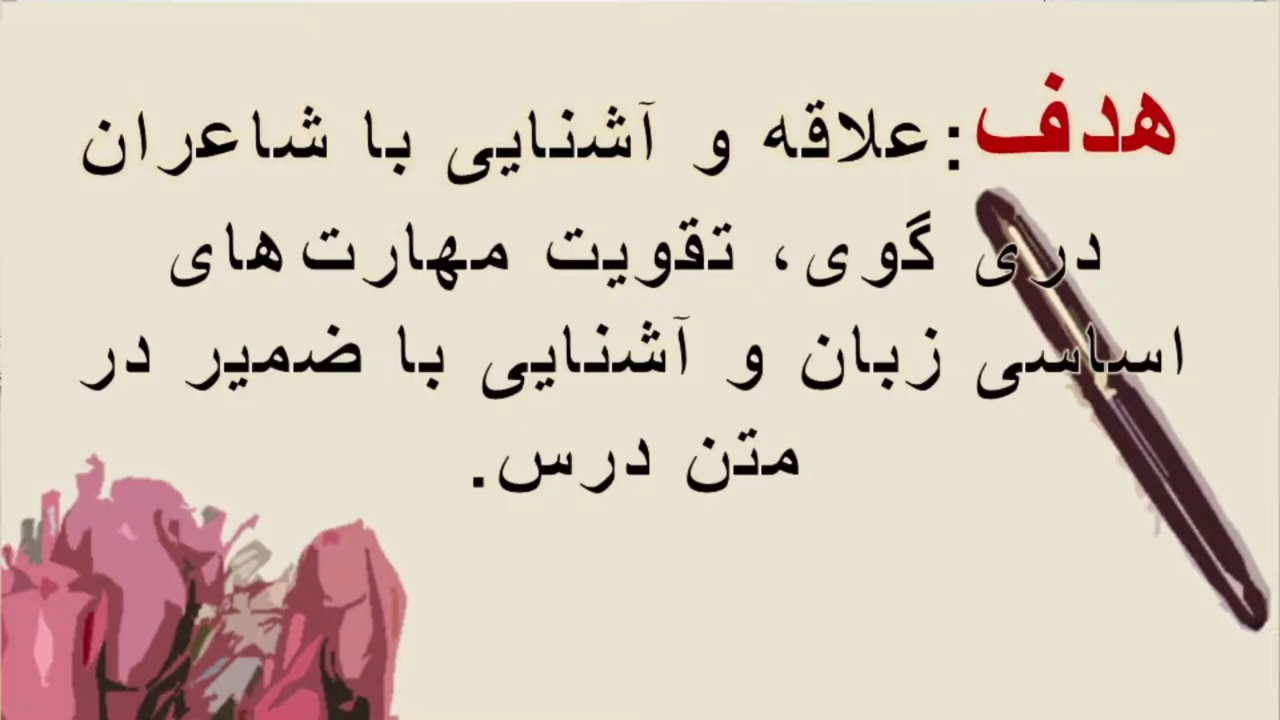 هدف:علاقه و آشنایی با شاعران
دری گوی، تقویت مهارت‌های
اساسی زبان و آشنایی با ضمیر در
متن درس.